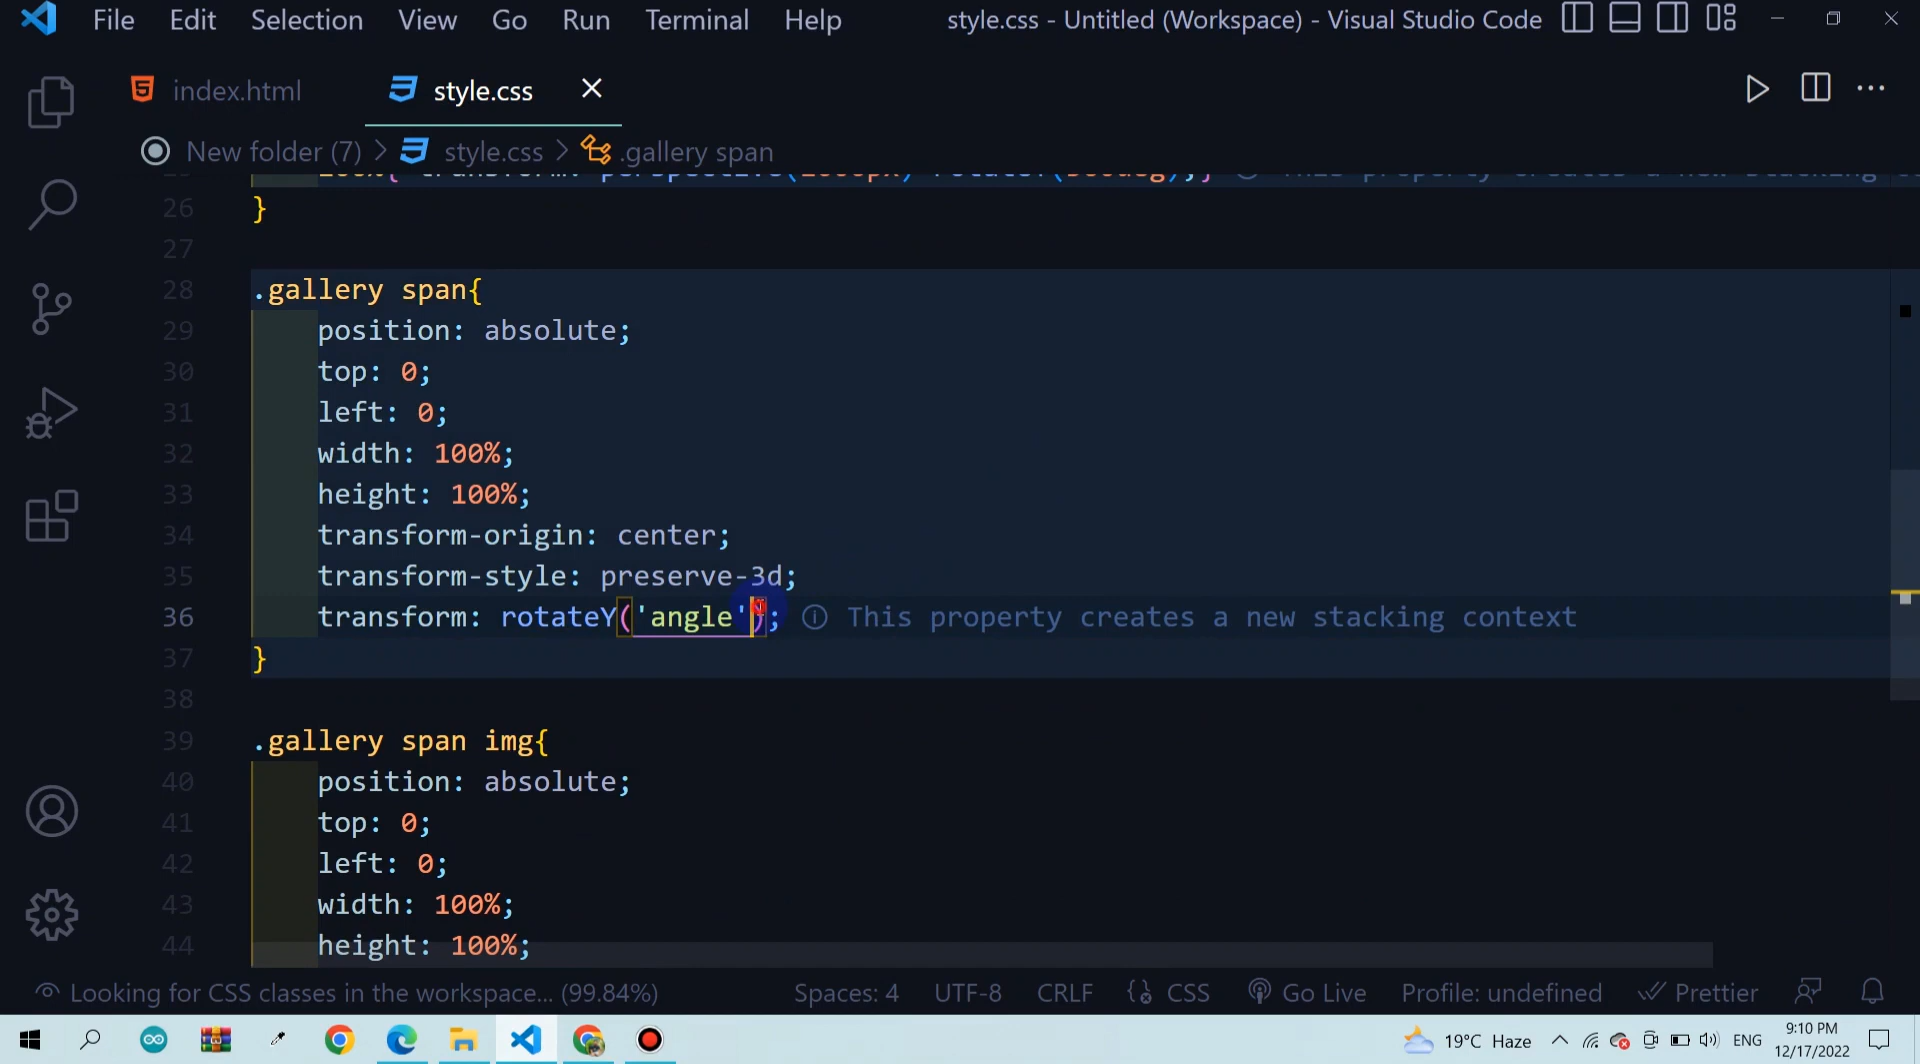 File Edit Selection View Go Run Terminal Help style.css - Untitled (Workspace) - Visual Studio Code
index.html style.css
New folder (7) > style.css > .gallery span
26 }
27
28 .gallery span{
29 position: absolute;
30 top: 0;
31 left: 0;
32 width: 100%;
33 height: 100%;
34 transform-origin: center;
35 transform-style: preserve-3d;
36 transform: rotateY('angle'); This property creates a new stacking context
37 }
38
39 .gallery span img{
40 position: absolute;
41 top: 0;
42 left: 0;
43 width: 100%;
44 height: 100%;
Looking for CSS classes in the workspace... (99.84%) Spaces: 4 UTF-8 CRLF CSS Go Live Profile: undefined Prettier
19°C Haze ENG 9:10 PM
12/17/2022